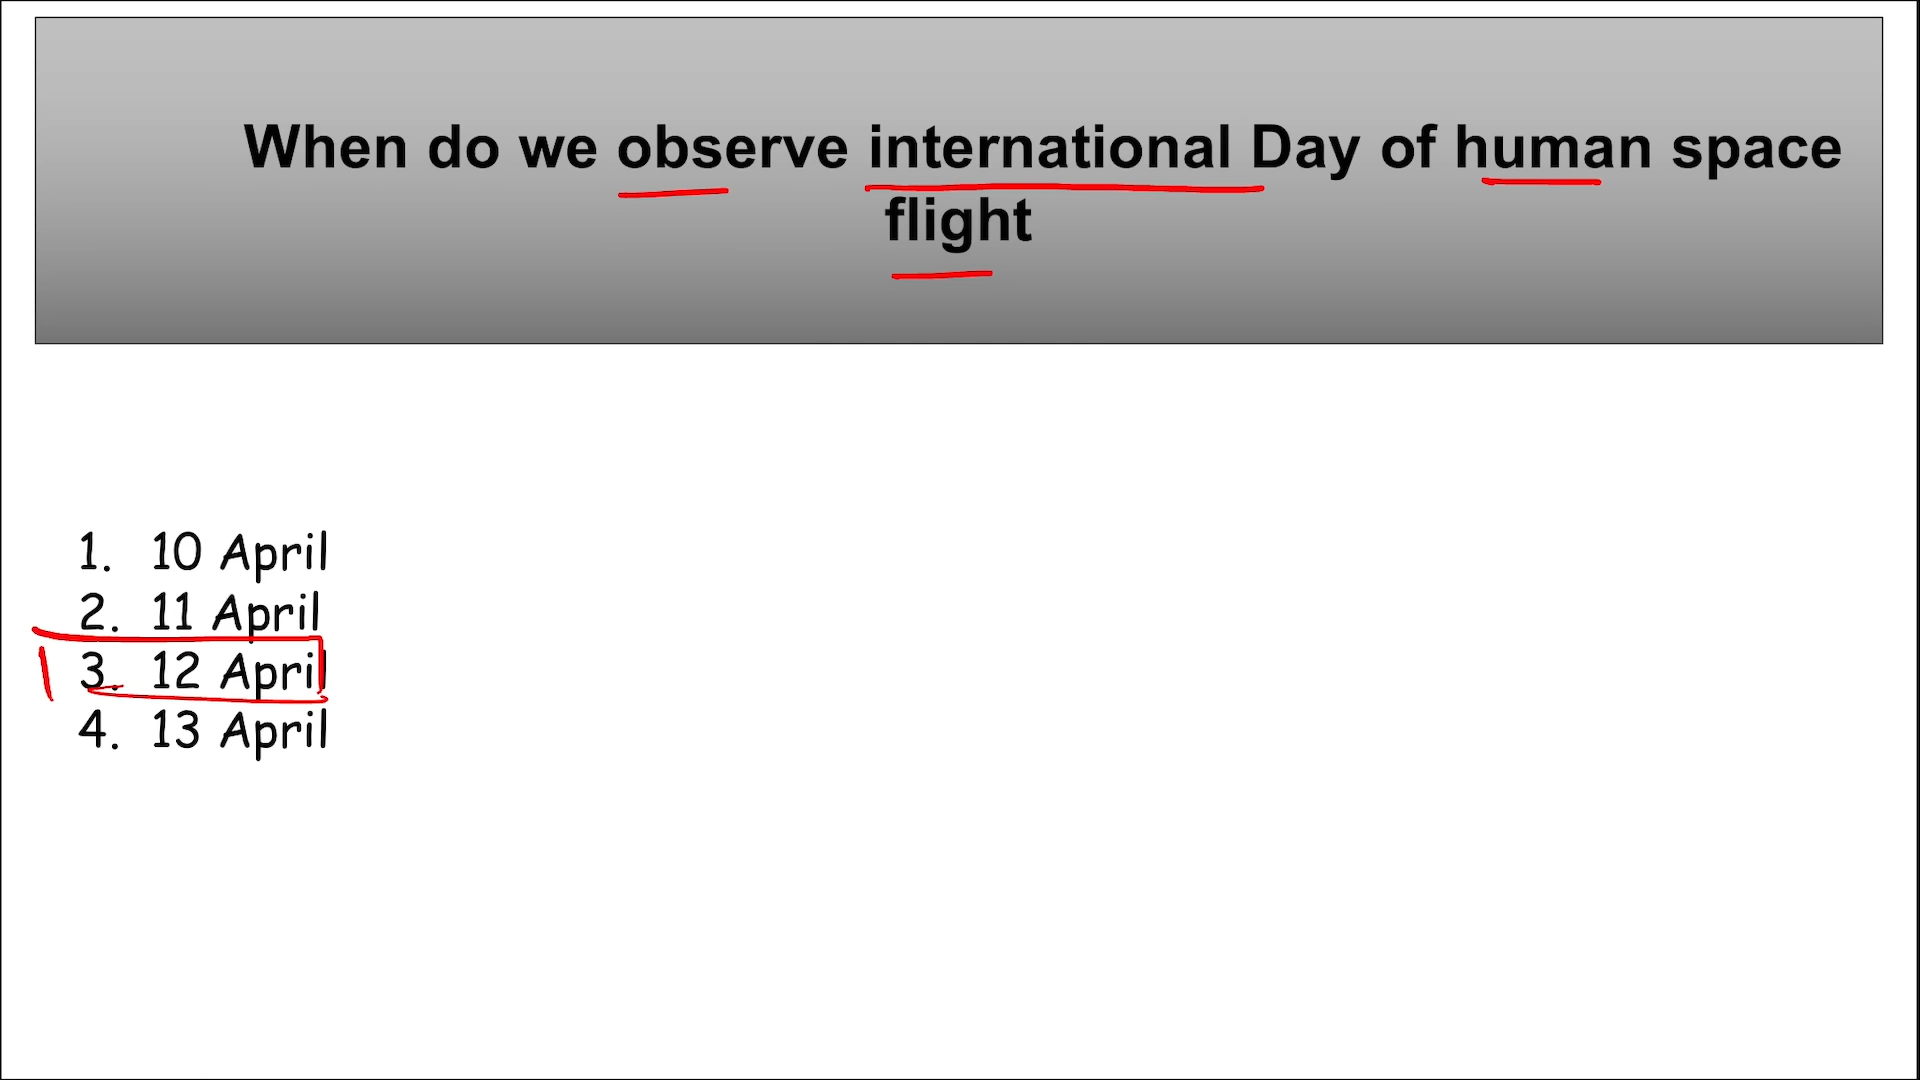 When do we observe international Day of human space
flight
1. 10 April
2. 11 April
3. 12 April
4. 13 April